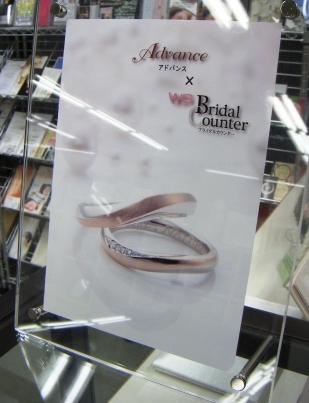 Advance
アドバンス
×
WB Bridal
Counter
ブライダルカウンター